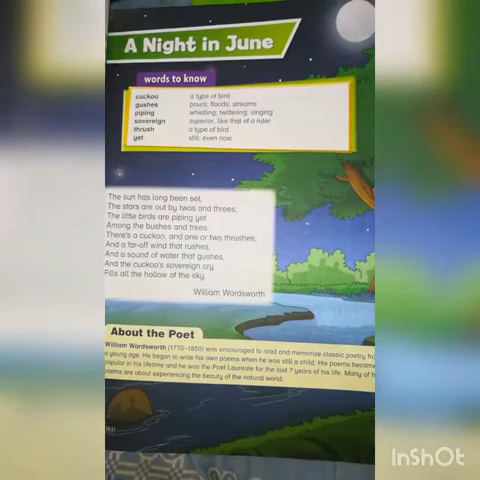 A Night in June
words to know
cuckoo a type of bird
gushes pours; floods; streams
piping whistling; twittering; singing
sovereign superior, like that of a ruler
thrush a type of bird
yet still; even now
The sun has long been set,
The stars are out by twos and threes,
The little birds are piping yet
Among the bushes and trees.
There's a cuckoo, and one or two thrushes,
And a far-off wind that rushes,
And a sound of water that gushes,
And the cuckoo's sovereign cry
Fills all the hollow of the sky.
William Wordsworth
About the Poet
William Wordsworth (1770–1850) was encouraged to read and memorize classic poetry
a young age. He began to write his own poems when he was still a child. His poems became
popular in his lifetime and he was the Poet Laureate for the last 7 years of his life. Many of
poems are about experiencing the beauty of the natural world.
InShOt